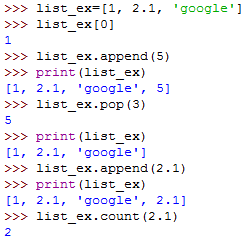 >>> list_ex=[1, 2.1, 'google']
>>> list_ex[0]
1
>>> list_ex.append(5)
>>> print(list_ex)
[1, 2.1, 'google', 5]
>>> list_ex.pop(3)
5
>>> print(list_ex)
[1, 2.1, 'google']
>>> list_ex.append(2.1)
>>> print(list_ex)
[1, 2.1, 'google', 2.1]
>>> list_ex.count(2.1)
2